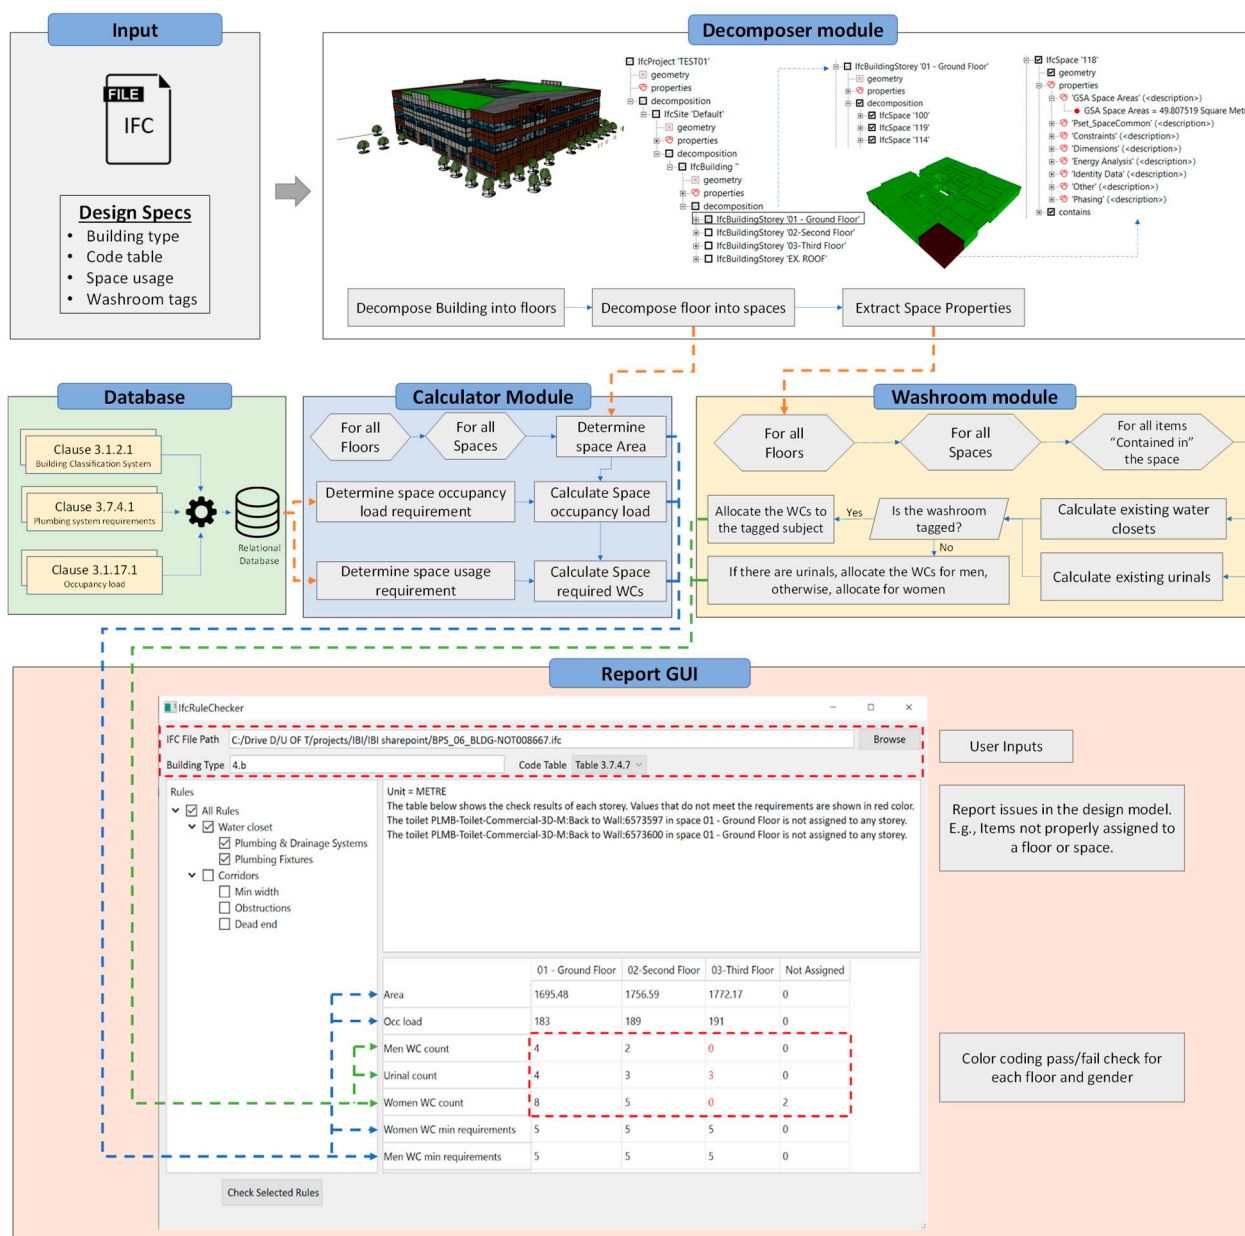 Input
FILE
IFC
Design Specs
• Building type
• Code table
• Space usage
• Washroom tags
Decomposer module
IfcProject 'TEST01'
geometry
properties
decomposition
IfcSite 'Default'
geometry
properties
decomposition
IfcBuilding ''
geometry
properties
decomposition
IfcBuildingStorey '01 - Ground Floor'
IfcBuildingStorey '02-Second Floor'
IfcBuildingStorey '03-Third Floor'
IfcBuildingStorey 'EX. ROOF'
IfcBuildingStorey '01 - Ground Floor'
geometry
properties
decomposition
IfcSpace '100'
IfcSpace '119'
IfcSpace '114'
IfcSpace '118'
geometry
properties
'GSA Space Areas' (<description>)
GSA Space Areas = 49.807519 Square Metr
'Pset_SpaceCommon' (<description>)
'Constraints' (<description>)
'Dimensions' (<description>)
'Energy Analysis' (<description>)
'Identity Data' (<description>)
'Other' (<description>)
'Phasing' (<description>)
contains
Decompose Building into floors
Decompose floor into spaces
Extract Space Properties
Database
Clause 3.1.2.1
Building Classification System
Clause 3.7.4.1
Plumbing system requirements
Clause 3.1.17.1
Occupancy load
Relational
Database
Calculator Module
For all
Floors
For all
Spaces
Determine
space Area
Determine space occupancy
load requirement
Calculate Space
occupancy load
Determine space usage
requirement
Calculate Space
required WCs
Washroom module
For all
Floors
For all
Spaces
For all items
"Contained in"
the space
Allocate the WCs to
the tagged subject
Yes
Is the washroom
tagged?
Calculate existing water
closets
No
If there are urinals, allocate the WCs for men,
otherwise, allocate for women
Calculate existing urinals
Report GUI
IfcRuleChecker
IFC File Path C:/Drive D/U OF T/projects/IBI/IBI sharepoint/BPS_06_BLDG-NOT008667.ifc Browse
Building Type 4.b Code Table Table 3.7.4.7
Rules
All Rules
Water closet
Plumbing & Drainage Systems
Plumbing Fixtures
Corridors
Min width
Obstructions
Dead end
Unit = METRE
The table below shows the check results of each storey. Values that do not meet the requirements are shown in red color.
The toilet PLMB-Toilet-Commercial-3D-M:Back to Wall:6573597 in space 01 - Ground Floor is not assigned to any storey.
The toilet PLMB-Toilet-Commercial-3D-M:Back to Wall:6573600 in space 01 - Ground Floor is not assigned to any storey.
01 - Ground Floor 02-Second Floor 03-Third Floor Not Assigned
Area 1695.48 1756.59 1772.17 0
Occ load 183 189 191 0
Men WC count 4 2 0 0
Urinal count 4 3 3 0
Women WC count 8 5 0 2
Women WC min requirements 5 5 5 0
Men WC min requirements 5 5 5 0
Check Selected Rules
User Inputs
Report issues in the design model.
E.g., Items not properly assigned to
a floor or space.
Color coding pass/fail check for
each floor and gender